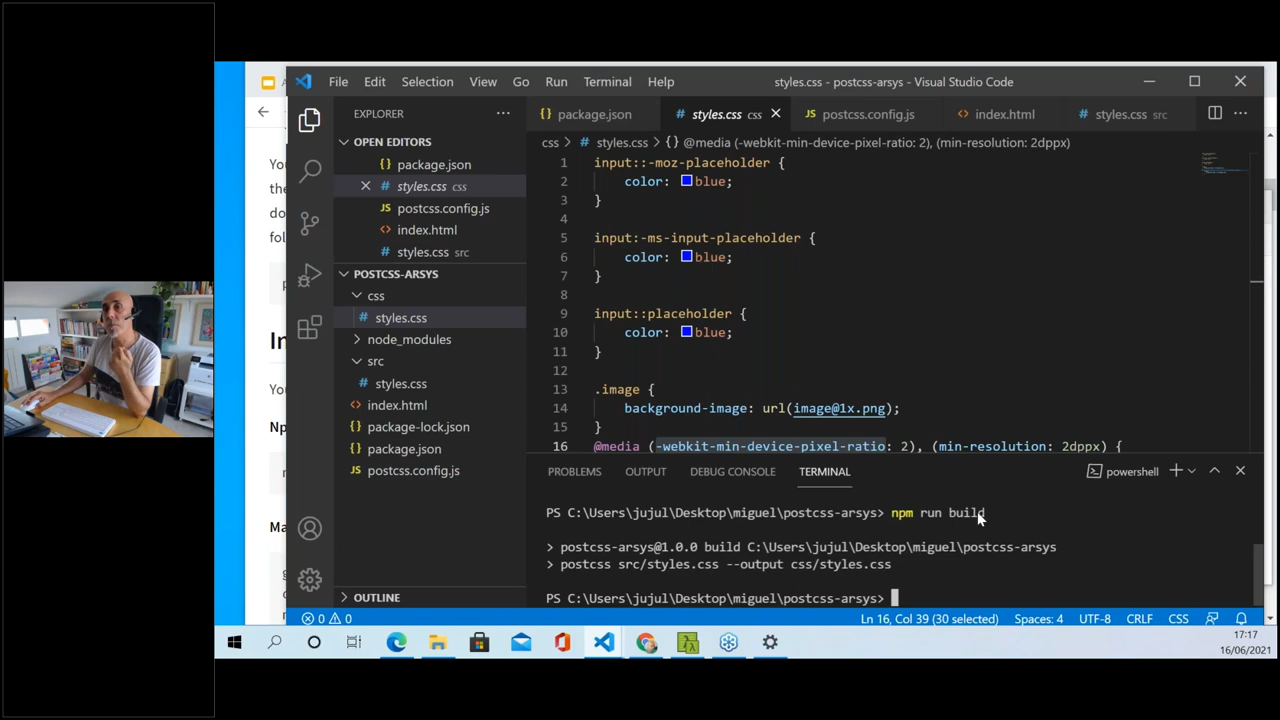 File Edit Selection View Go Run Terminal Help styles.css - postcss-arsys - Visual Studio Code
EXPLORER
OPEN EDITORS
package.json
styles.css css
postcss.config.js
index.html
styles.css src
POSTCSS-ARSYS
css
styles.css
node_modules
src
styles.css
index.html
package-lock.json
package.json
postcss.config.js
OUTLINE
package.json styles.css css postcss.config.js index.html styles.css src
css > styles.css > {} @media (-webkit-min-device-pixel-ratio: 2), (min-resolution: 2dppx)
1 input::-moz-placeholder {
2 color: blue;
3 }
4
5 input:-ms-input-placeholder {
6 color: blue;
7 }
8
9 input::placeholder {
10 color: blue;
11 }
12
13 .image {
14 background-image: url(image@1x.png);
15 }
16 @media (-webkit-min-device-pixel-ratio: 2), (min-resolution: 2dppx) {
PROBLEMS OUTPUT DEBUG CONSOLE TERMINAL powershell
PS C:\Users\jujul\Desktop\miguel\postcss-arsys> npm run build
> postcss-arsys@1.0.0 build C:\Users\jujul\Desktop\miguel\postcss-arsys
> postcss src/styles.css --output css/styles.css
PS C:\Users\jujul\Desktop\miguel\postcss-arsys>
0 0 Ln 16, Col 39 (30 selected) Spaces: 4 UTF-8 CRLF CSS
17:17
16/06/2021